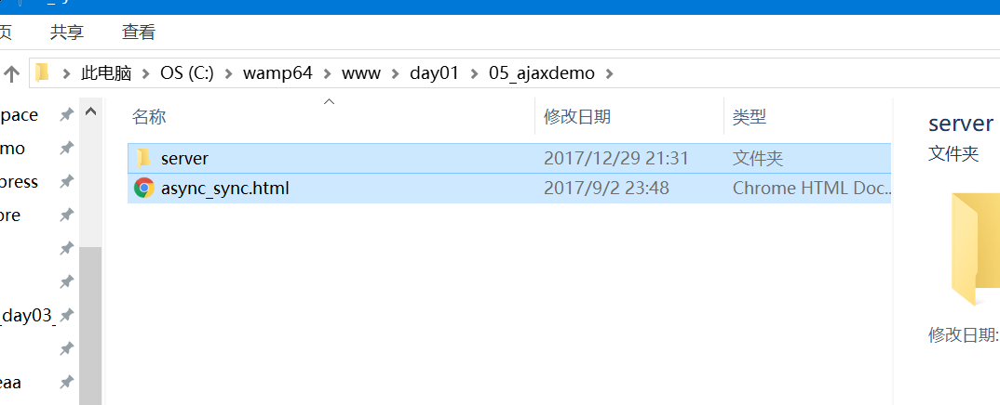 页 共享 查看
此电脑 OS (C:) wamp64 www day01 05_ajaxdemo
名称 修改日期 类型
server 2017/12/29 21:31 文件夹
async_sync.html 2017/9/2 23:48 Chrome HTML Doc...
pace
mo
press
ore
_day03_
eaa
server
文件夹
修改日期: